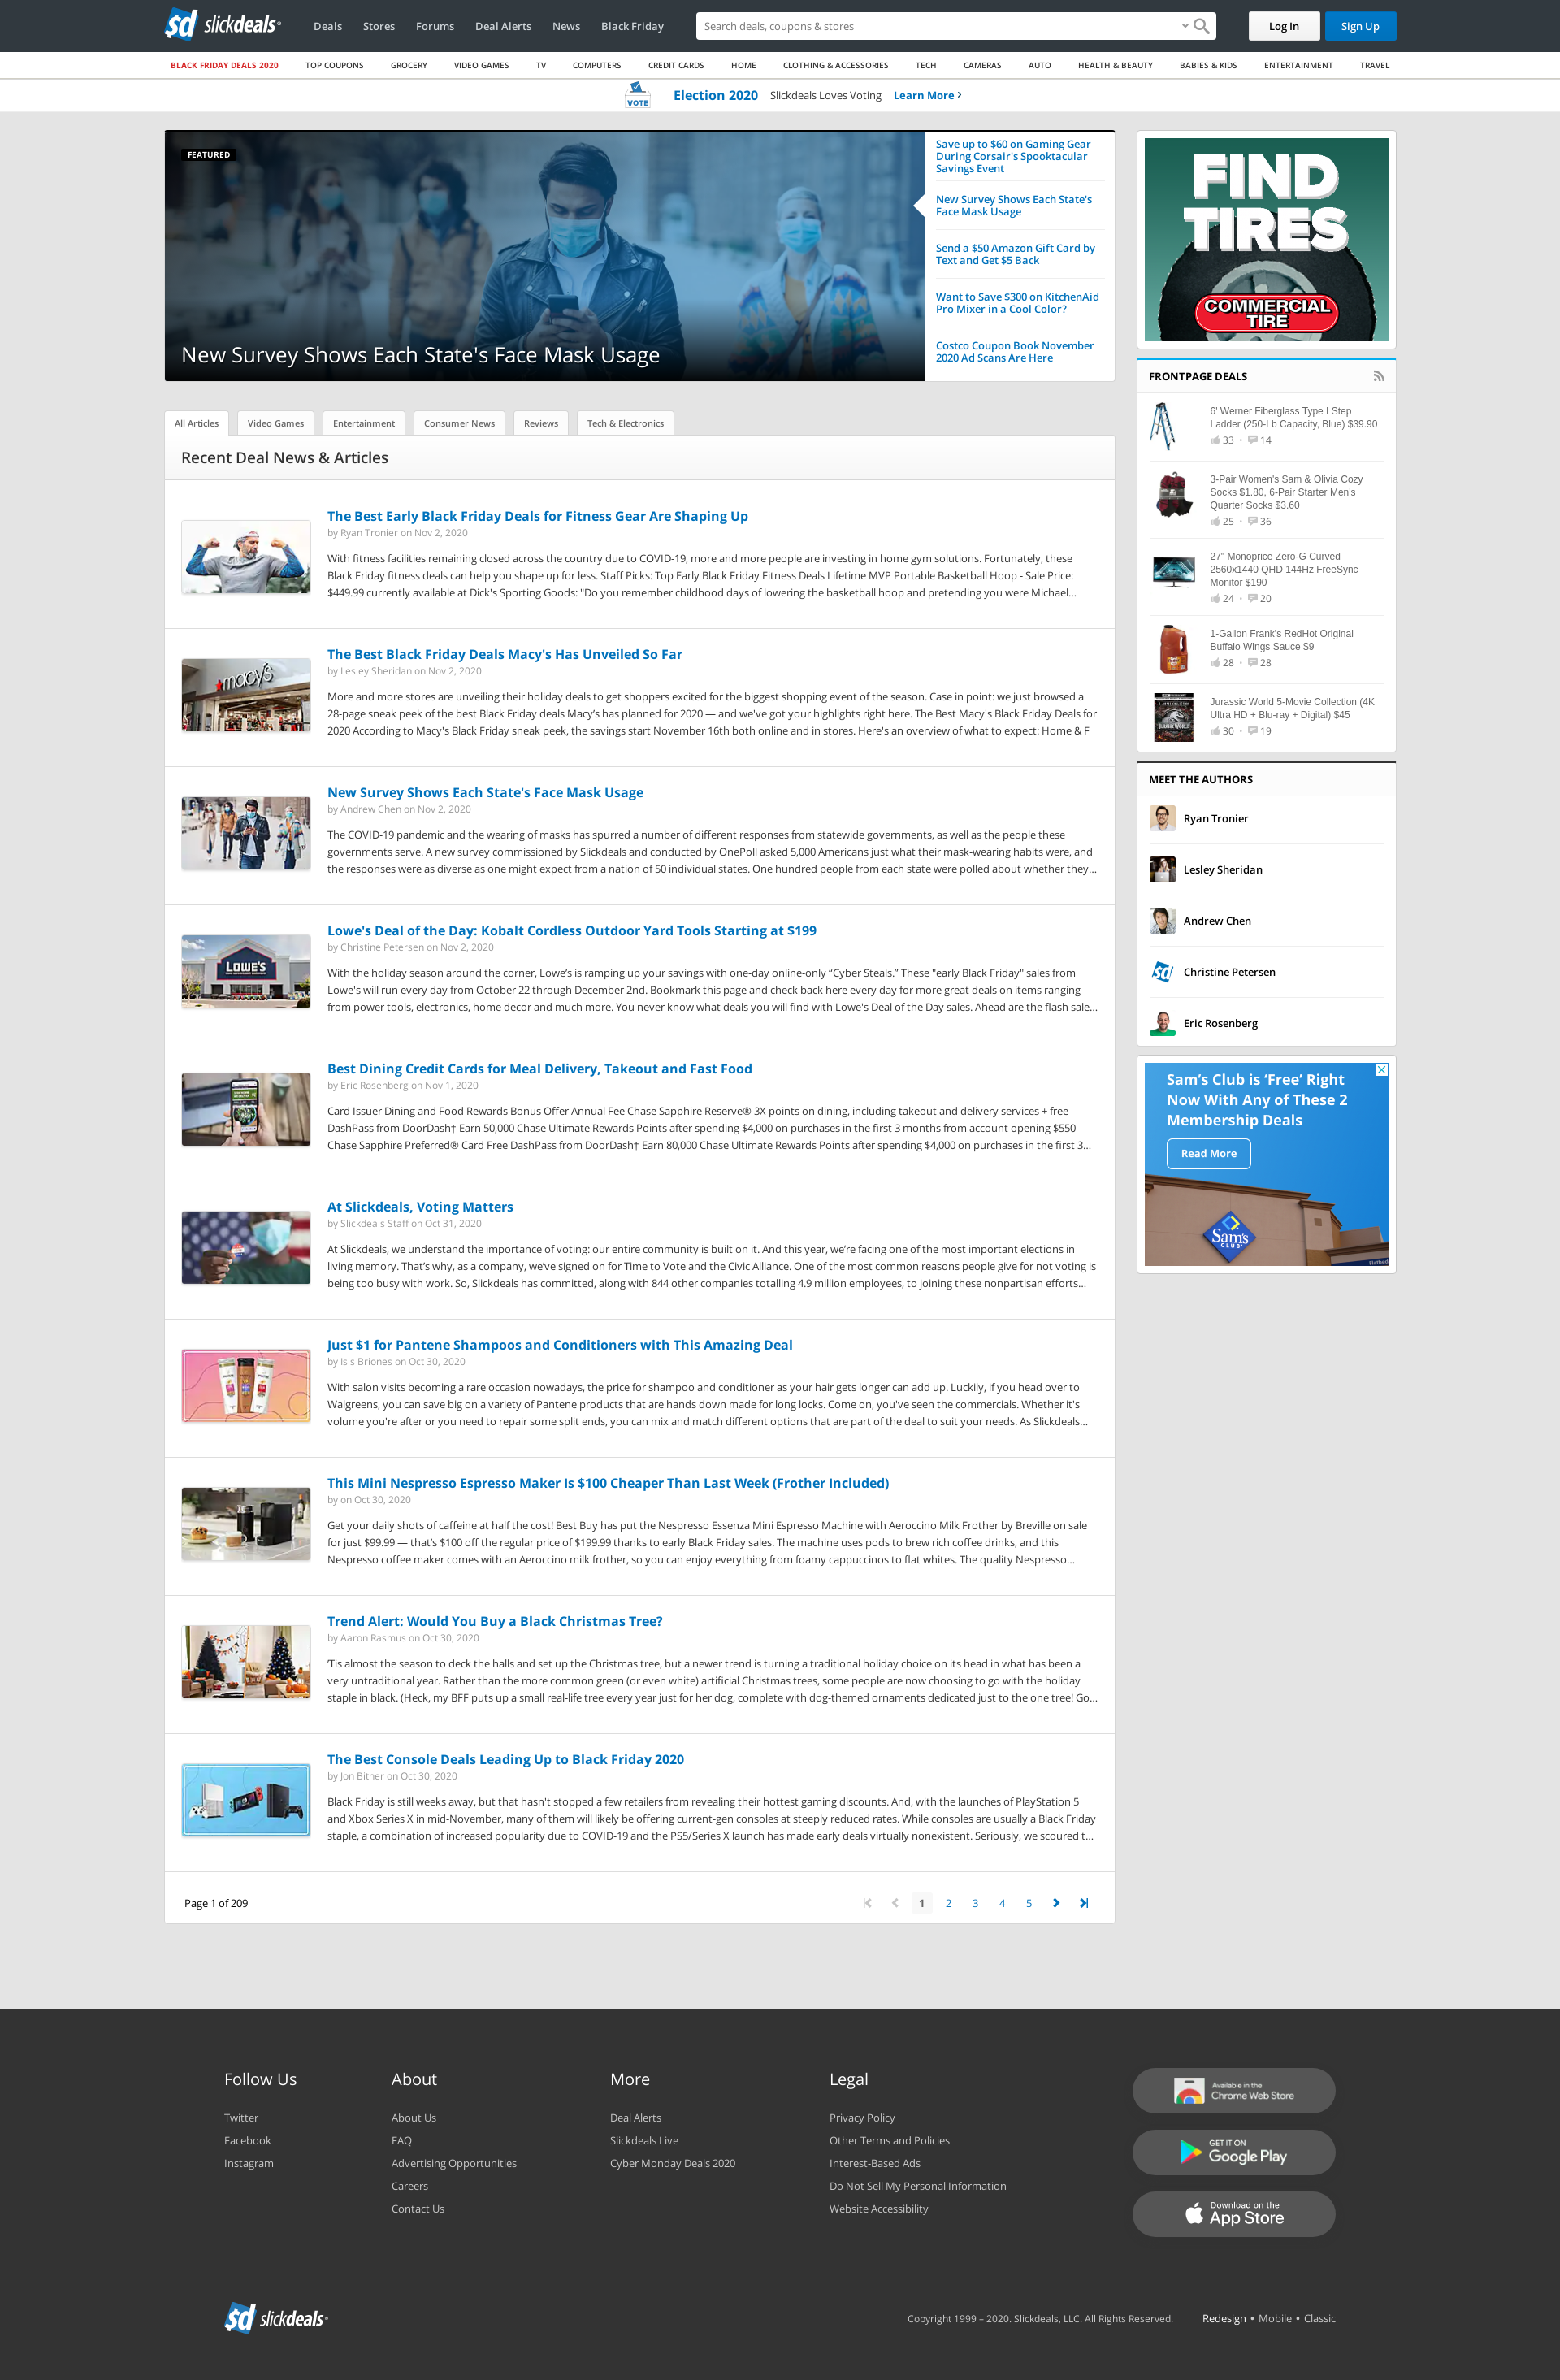 sd slickdeals
Deals Stores Forums Deal Alerts News Black Friday
Search deals, coupons & stores
Log In
Sign Up
BLACK FRIDAY DEALS 2020 TOP COUPONS GROCERY VIDEO GAMES TV COMPUTERS CREDIT CARDS HOME CLOTHING & ACCESSORIES TECH CAMERAS AUTO HEALTH & BEAUTY BABIES & KIDS ENTERTAINMENT TRAVEL
VOTE
Election 2020 Slickdeals Loves Voting Learn More
FEATURED
New Survey Shows Each State's Face Mask Usage
Save up to $60 on Gaming Gear
During Corsair's Spooktacular
Savings Event
New Survey Shows Each State's
Face Mask Usage
Send a $50 Amazon Gift Card by
Text and Get $5 Back
Want to Save $300 on KitchenAid
Pro Mixer in a Cool Color?
Costco Coupon Book November
2020 Ad Scans Are Here
All Articles Video Games Entertainment Consumer News Reviews Tech & Electronics
Recent Deal News & Articles
The Best Early Black Friday Deals for Fitness Gear Are Shaping Up
by Ryan Tronier on Nov 2, 2020
With fitness facilities remaining closed across the country due to COVID-19, more and more people are investing in home gym solutions. Fortunately, these
Black Friday fitness deals can help you shape up for less. Staff Picks: Top Early Black Friday Fitness Deals Lifetime MVP Portable Basketball Hoop - Sale Price:
$449.99 currently available at Dick's Sporting Goods: "Do you remember childhood days of lowering the basketball hoop and pretending you were Michael...
macy's
The Best Black Friday Deals Macy's Has Unveiled So Far
by Lesley Sheridan on Nov 2, 2020
More and more stores are unveiling their holiday deals to get shoppers excited for the biggest shopping event of the season. Case in point: we just browsed a
28-page sneak peek of the best Black Friday deals Macy’s has planned for 2020 — and we've got your highlights right here. The Best Macy's Black Friday Deals for
2020 According to Macy's Black Friday sneak peek, the savings start November 16th both online and in stores. Here's an overview of what to expect: Home & F
New Survey Shows Each State's Face Mask Usage
by Andrew Chen on Nov 2, 2020
The COVID-19 pandemic and the wearing of masks has spurred a number of different responses from statewide governments, as well as the people these
governments serve. A new survey commissioned by Slickdeals and conducted by OnePoll asked 5,000 Americans just what their mask-wearing habits were, and
the responses were as diverse as one might expect from a nation of 50 individual states. One hundred people from each state were polled about whether they...
LOWE'S
Lowe's Deal of the Day: Kobalt Cordless Outdoor Yard Tools Starting at $199
by Christine Petersen on Nov 2, 2020
With the holiday season around the corner, Lowe’s is ramping up your savings with one-day online-only “Cyber Steals.” These "early Black Friday" sales from
Lowe's will run every day from October 22 through December 2nd. Bookmark this page and check back here every day for more great deals on items ranging
from power tools, electronics, home decor and much more. You never know what deals you will find with Lowe's Deal of the Day sales. Ahead are the flash sale...
Best Dining Credit Cards for Meal Delivery, Takeout and Fast Food
by Eric Rosenberg on Nov 1, 2020
Card Issuer Dining and Food Rewards Bonus Offer Annual Fee Chase Sapphire Reserve® 3X points on dining, including takeout and delivery services + free
DashPass from DoorDash† Earn 50,000 Chase Ultimate Rewards Points after spending $4,000 on purchases in the first 3 months from account opening $550
Chase Sapphire Preferred® Card Free DashPass from DoorDash† Earn 80,000 Chase Ultimate Rewards Points after spending $4,000 on purchases in the first 3...
At Slickdeals, Voting Matters
by Slickdeals Staff on Oct 31, 2020
At Slickdeals, we understand the importance of voting: our entire community is built on it. And this year, we’re facing one of the most important elections in
living memory. That’s why, as a company, we’ve signed on for Time to Vote and the Civic Alliance. One of the most common reasons people give for not voting is
being too busy with work. So, Slickdeals has committed, along with 844 other companies totalling 4.9 million employees, to joining these nonpartisan efforts...
Just $1 for Pantene Shampoos and Conditioners with This Amazing Deal
by Isis Briones on Oct 30, 2020
With salon visits becoming a rare occasion nowadays, the price for shampoo and conditioner as your hair gets longer can add up. Luckily, if you head over to
Walgreens, you can save big on a variety of Pantene products that are hands down made for long locks. Come on, you've seen the commercials. Whether it's
volume you're after or you need to repair some split ends, you can mix and match different options that are part of the deal to suit your needs. As Slickdeals...
This Mini Nespresso Espresso Maker Is $100 Cheaper Than Last Week (Frother Included)
by on Oct 30, 2020
Get your daily shots of caffeine at half the cost! Best Buy has put the Nespresso Essenza Mini Espresso Machine with Aeroccino Milk Frother by Breville on sale
for just $99.99 — that’s $100 off the regular price of $199.99 thanks to early Black Friday sales. The machine uses pods to brew rich coffee drinks, and this
Nespresso coffee maker comes with an Aeroccino milk frother, so you can enjoy everything from foamy cappuccinos to flat whites. The quality Nespresso...
Trend Alert: Would You Buy a Black Christmas Tree?
by Aaron Rasmus on Oct 30, 2020
’Tis almost the season to deck the halls and set up the Christmas tree, but a newer trend is turning a traditional holiday choice on its head in what has been a
very untraditional year. Rather than the more common green (or even white) artificial Christmas trees, some people are now choosing to go with the holiday
staple in black. (Heck, my BFF puts up a small real-life tree every year just for her dog, complete with dog-themed ornaments dedicated just to the one tree! Go...
The Best Console Deals Leading Up to Black Friday 2020
by Jon Bitner on Oct 30, 2020
Black Friday is still weeks away, but that hasn't stopped a few retailers from revealing their hottest gaming discounts. And, with the launches of PlayStation 5
and Xbox Series X in mid-November, many of them will likely be offering current-gen consoles at steeply reduced rates. While consoles are usually a Black Friday
staple, a combination of increased popularity due to COVID-19 and the PS5/Series X launch has made early deals virtually nonexistent. Seriously, we scoured t...
Page 1 of 209
1 2 3 4 5
FIND
TIRES
COMMERCIAL
TIRE
FRONTPAGE DEALS
6' Werner Fiberglass Type I Step
Ladder (250-Lb Capacity, Blue) $39.90
33 • 14
3-Pair Women's Sam & Olivia Cozy
Socks $1.80, 6-Pair Starter Men's
Quarter Socks $3.60
25 • 36
27" Monoprice Zero-G Curved
2560x1440 QHD 144Hz FreeSync
Monitor $190
24 • 20
1-Gallon Frank's RedHot Original
Buffalo Wings Sauce $9
28 • 28
Jurassic World 5-Movie Collection (4K
Ultra HD + Blu-ray + Digital) $45
30 • 19
MEET THE AUTHORS
Ryan Tronier
Lesley Sheridan
Andrew Chen
sd
Christine Petersen
Eric Rosenberg
Sam’s Club is ‘Free’ Right
Now With Any of These 2
Membership Deals
Read More
Sam's
CLUB
Follow Us
Twitter
Facebook
Instagram
About
About Us
FAQ
Advertising Opportunities
Careers
Contact Us
More
Deal Alerts
Slickdeals Live
Cyber Monday Deals 2020
Legal
Privacy Policy
Other Terms and Policies
Interest-Based Ads
Do Not Sell My Personal Information
Website Accessibility
Available in the
Chrome Web Store
GET IT ON
Google Play
Download on the
App Store
sd slickdeals
Copyright 1999 – 2020. Slickdeals, LLC. All Rights Reserved.
Redesign • Mobile • Classic